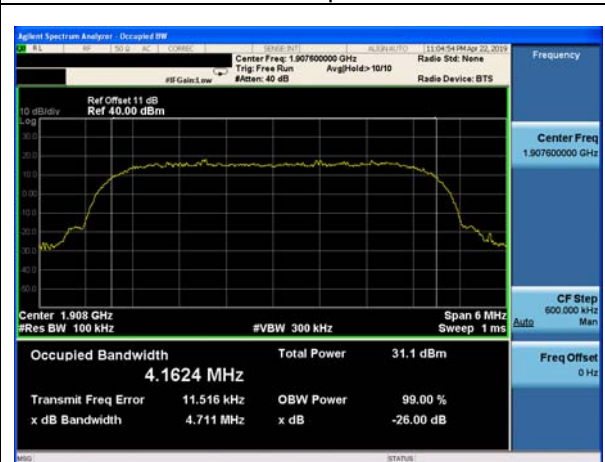 Agilent Spectrum Analyzer - Occupied BW
RL RF 50 Ω AC CORREC SENSE:INT ALIGNAUTO 11:04:54 PM Apr 22, 2019
Center Freq: 1.907600000 GHz Radio Std: None Frequency
Trig: Free Run Avg|Hold:>10/10
#IFGain:Low #Atten: 40 dB Radio Device: BTS
Ref Offset 11 dB
10 dB/div Ref 40.00 dBm
Log
30.0
20.0
10.0
0.00
-10.0
-20.0
-30.0
-40.0
-50.0
Center Freq
1.907600000 GHz
Center 1.908 GHz Span 6 MHz
#Res BW 100 kHz #VBW 300 kHz Sweep 1 ms
CF Step
600.000 kHz
Auto Man
Occupied Bandwidth Total Power 31.1 dBm
4.1624 MHz
Transmit Freq Error 11.516 kHz OBW Power 99.00 %
x dB Bandwidth 4.711 MHz x dB -26.00 dB
Freq Offset
0 Hz
MSG STATUS